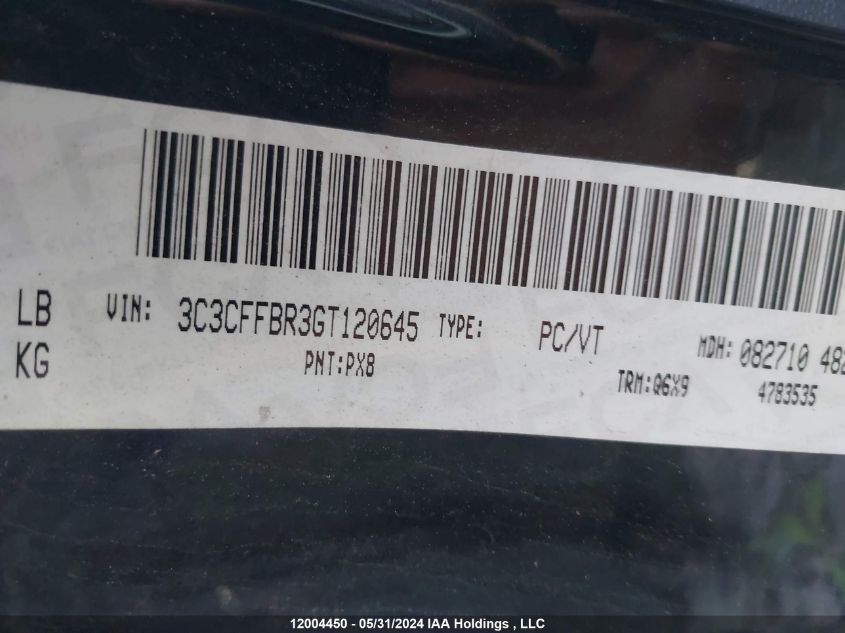 LB
KG
VIN: 3C3CFFBR3GT120645 TYPE: PC/VT MDH: 082710 482
PNT:PX8 TRM:Q6X9 4783535
12004450 - 05/31/2024 IAA Holdings , LLC